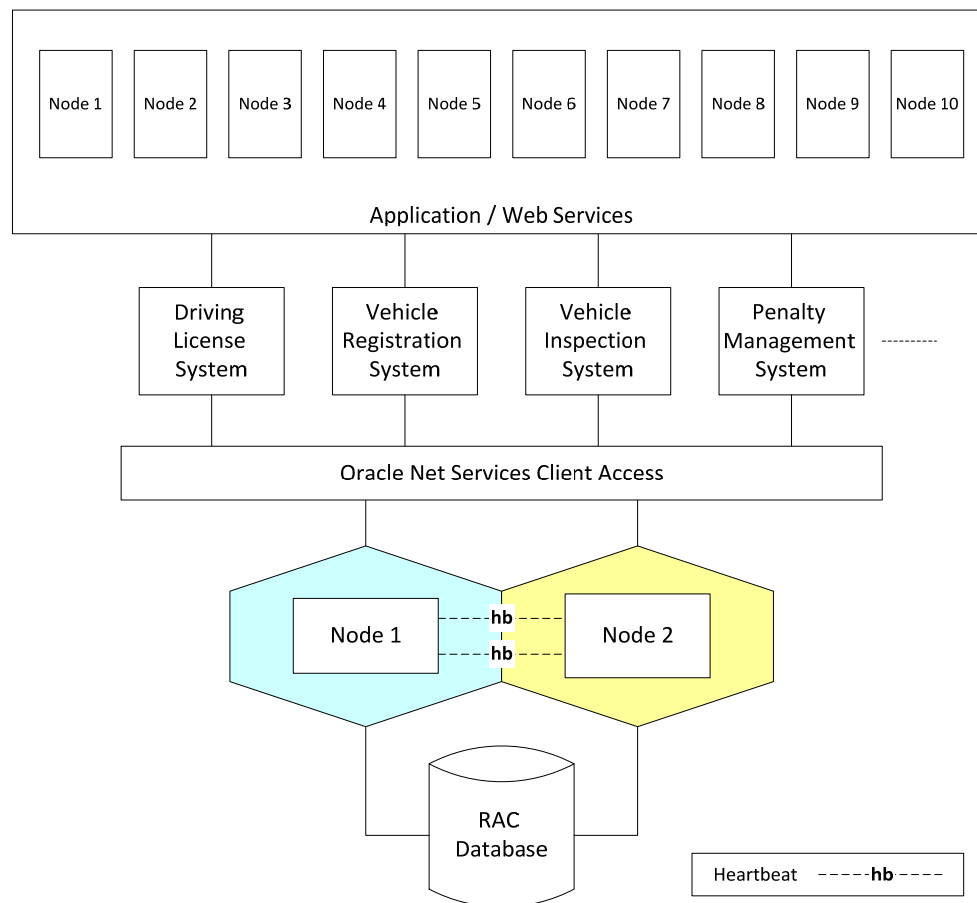 Node 1
Node 2
Node 3
Node 4
Node 5
Node 6
Node 7
Node 8
Node 9
Node 10
Application / Web Services
Driving
License
System
Vehicle
Registration
System
Vehicle
Inspection
System
Penalty
Management
System
Oracle Net Services Client Access
Node 1
hb
hb
Node 2
RAC
Database
Heartbeat hb